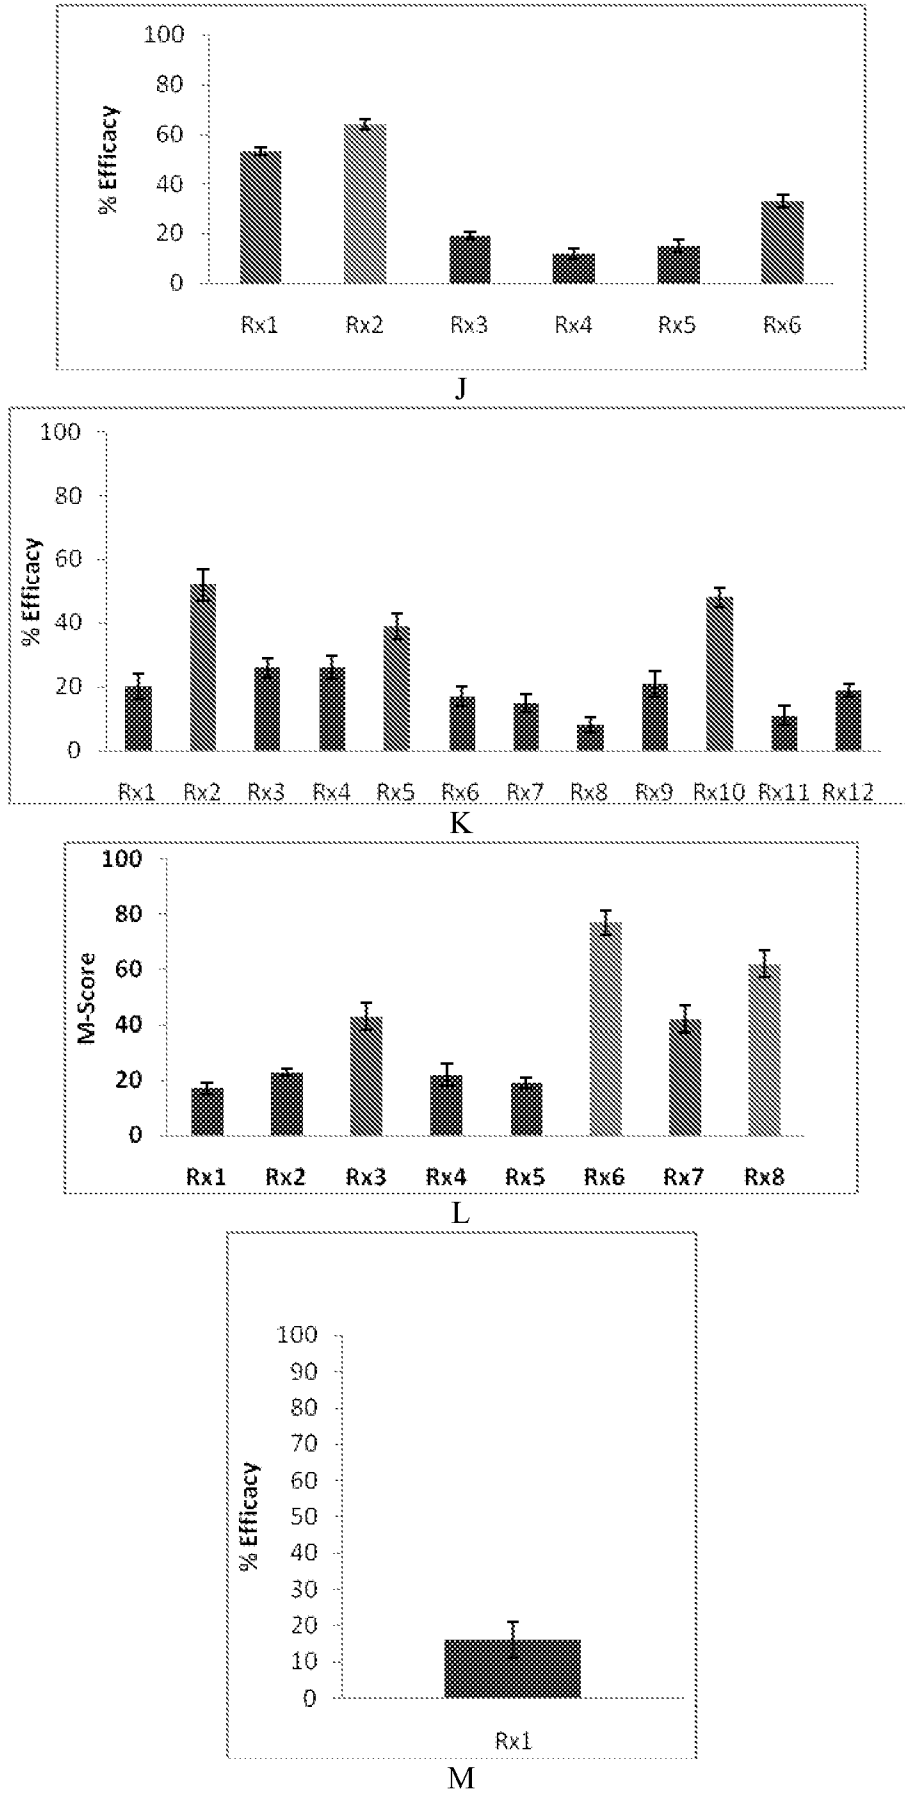 100
80
60
40
20
0
% Efficacy
Rx1 Rx2 Rx3 Rx4 Rx5 Rx6
J
100
80
60
40
20
0
% Efficacy
Rx1 Rx2 Rx3 Rx4 Rx5 Rx6 Rx7 Rx8 Rx9 Rx10 Rx11 Rx12
K
100
80
60
40
20
0
M-Score
Rx1 Rx2 Rx3 Rx4 Rx5 Rx6 Rx7 Rx8
L
100
90
80
70
60
50
40
30
20
10
0
% Efficacy
Rx1
M